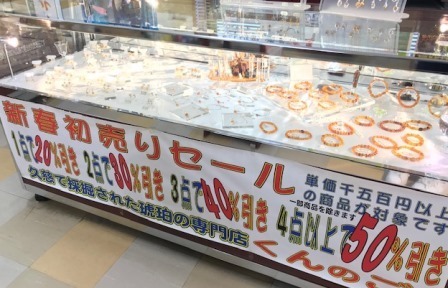 新春初売りセール
1点で20%引き 2点で30%引き 3点で40%引き 4点以上で50%引き
単価千五百円以上
の商品が対象です
一部商品を除きます
久慈で採掘された琥珀の専門店
くんのこ